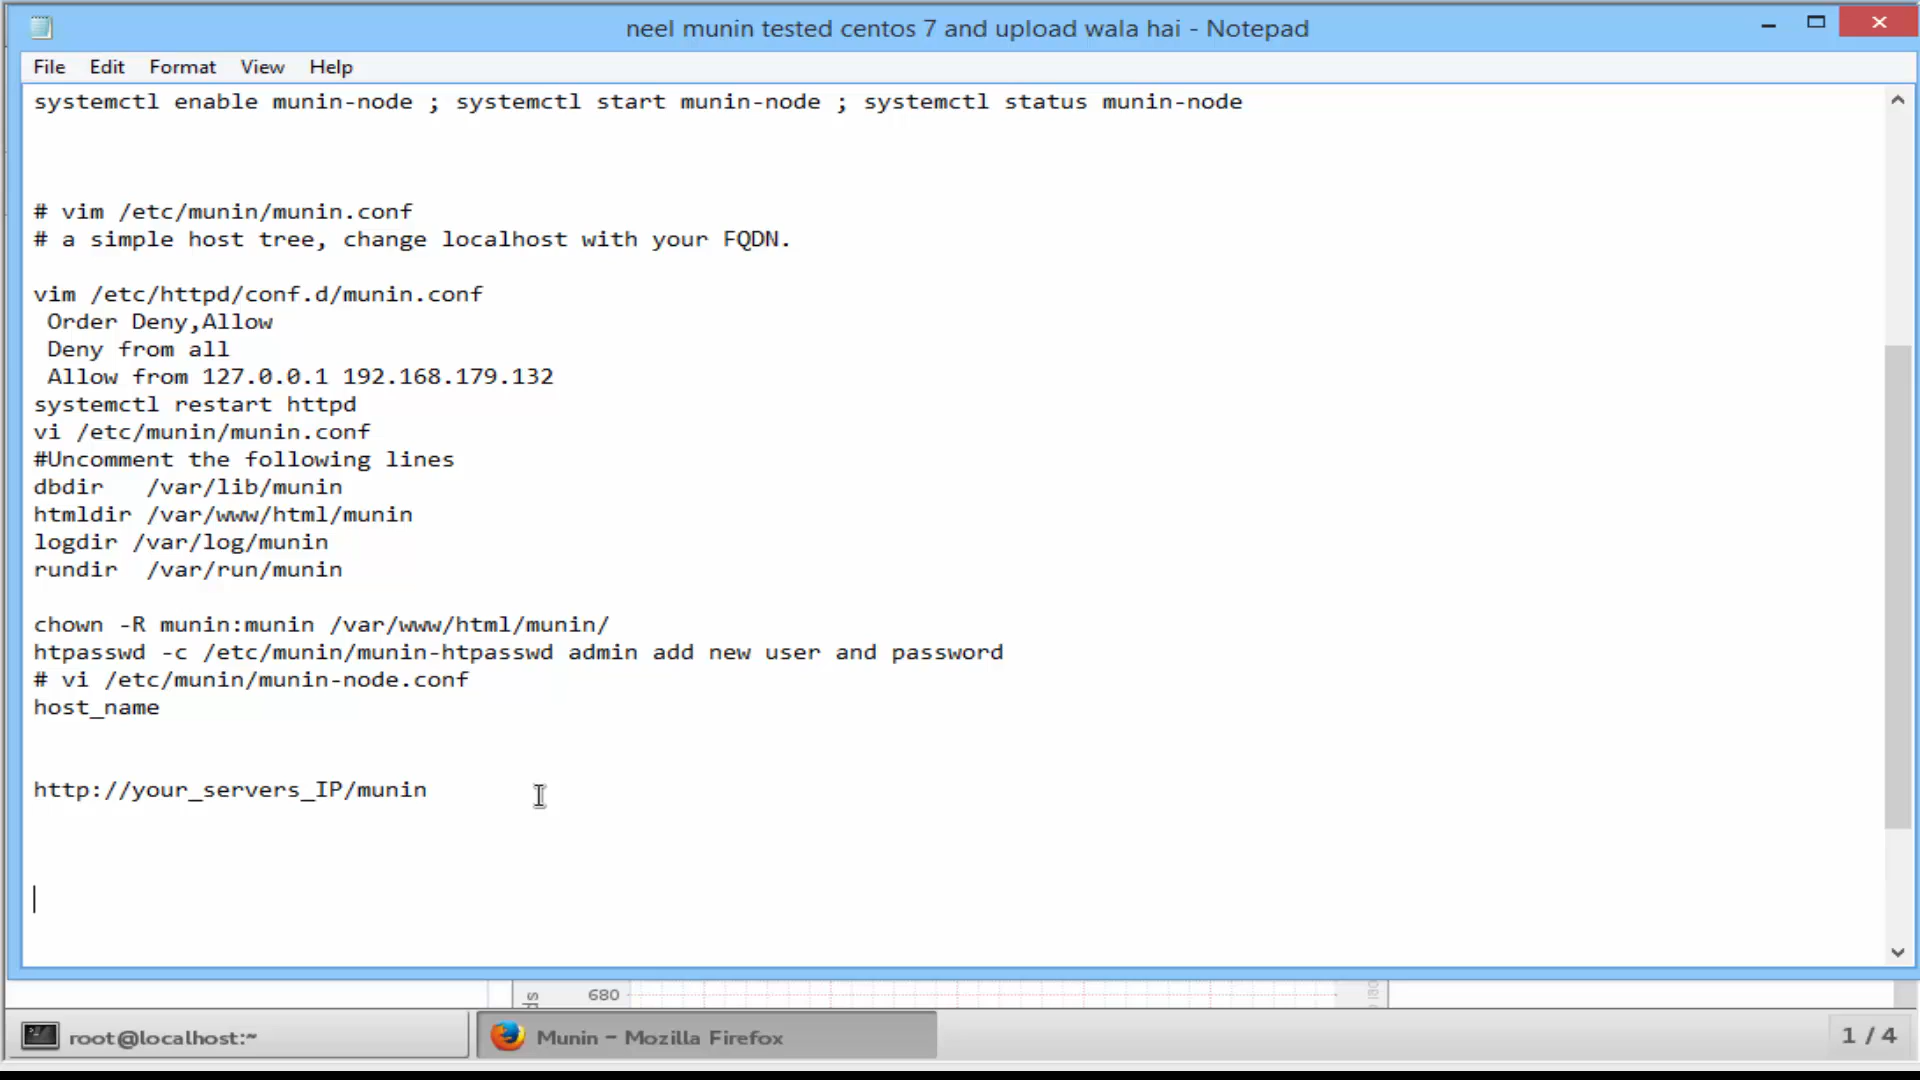 neel munin tested centos 7 and upload wala hai - Notepad
File Edit Format View Help
systemctl enable munin-node ; systemctl start munin-node ; systemctl status munin-node
# vim /etc/munin/munin.conf
# a simple host tree, change localhost with your FQDN.
vim /etc/httpd/conf.d/munin.conf
Order Deny,Allow
Deny from all
Allow from 127.0.0.1 192.168.179.132
systemctl restart httpd
vi /etc/munin/munin.conf
#Uncomment the following lines
dbdir /var/lib/munin
htmldir /var/www/html/munin
logdir /var/log/munin
rundir /var/run/munin
chown -R munin:munin /var/www/html/munin/
htpasswd -c /etc/munin/munin-htpasswd admin add new user and password
# vi /etc/munin/munin-node.conf
host_name
http://your_servers_IP/munin
680
root@localhost:~
Munin - Mozilla Firefox
1 / 4